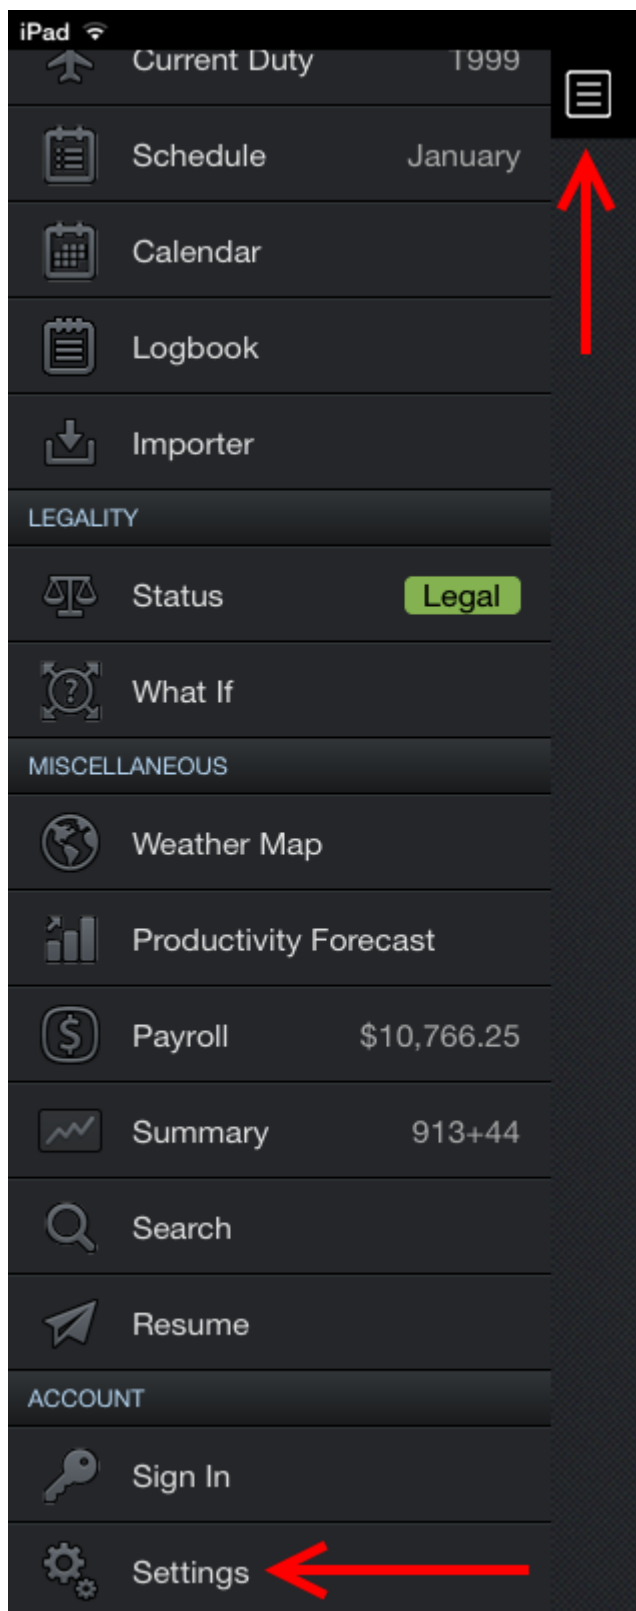 iPad
Current Duty T999
Schedule January
Calendar
Logbook
Importer
LEGALITY
Status Legal
What If
MISCELLANEOUS
Weather Map
Productivity Forecast
Payroll $10,766.25
Summary 913+44
Search
Resume
ACCOUNT
Sign In
Settings